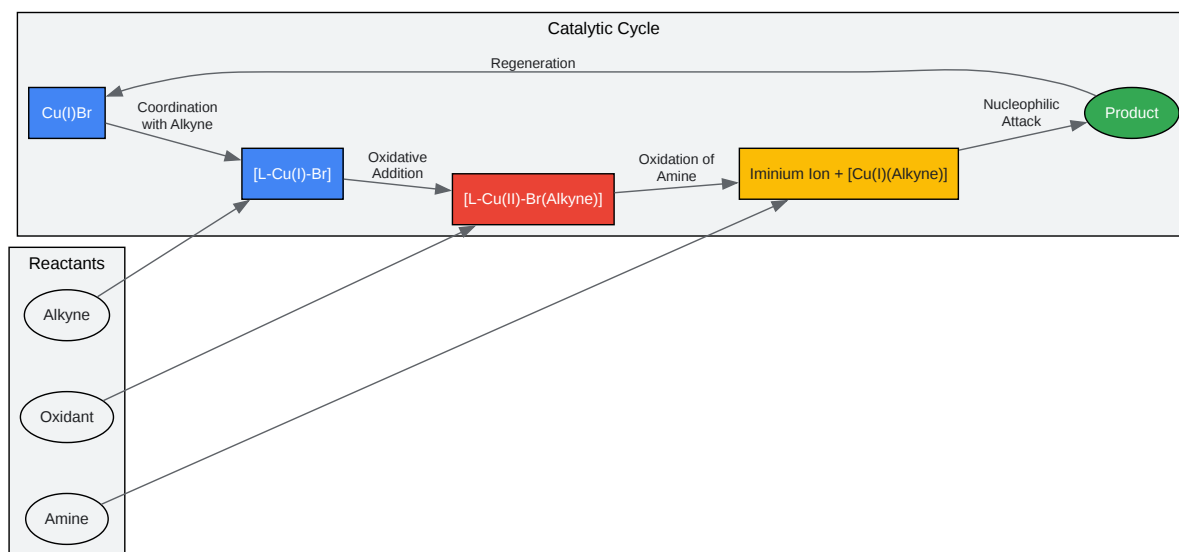 Catalytic Cycle
Regeneration
Cu(I)Br
Coordination
with Alkyne
[L-Cu(I)-Br]
Oxidative
Addition
[L-Cu(II)-Br(Alkyne)]
Oxidation of
Amine
Iminium Ion + [Cu(I)(Alkyne)]
Nucleophilic
Attack
Product
Reactants
Alkyne
Oxidant
Amine